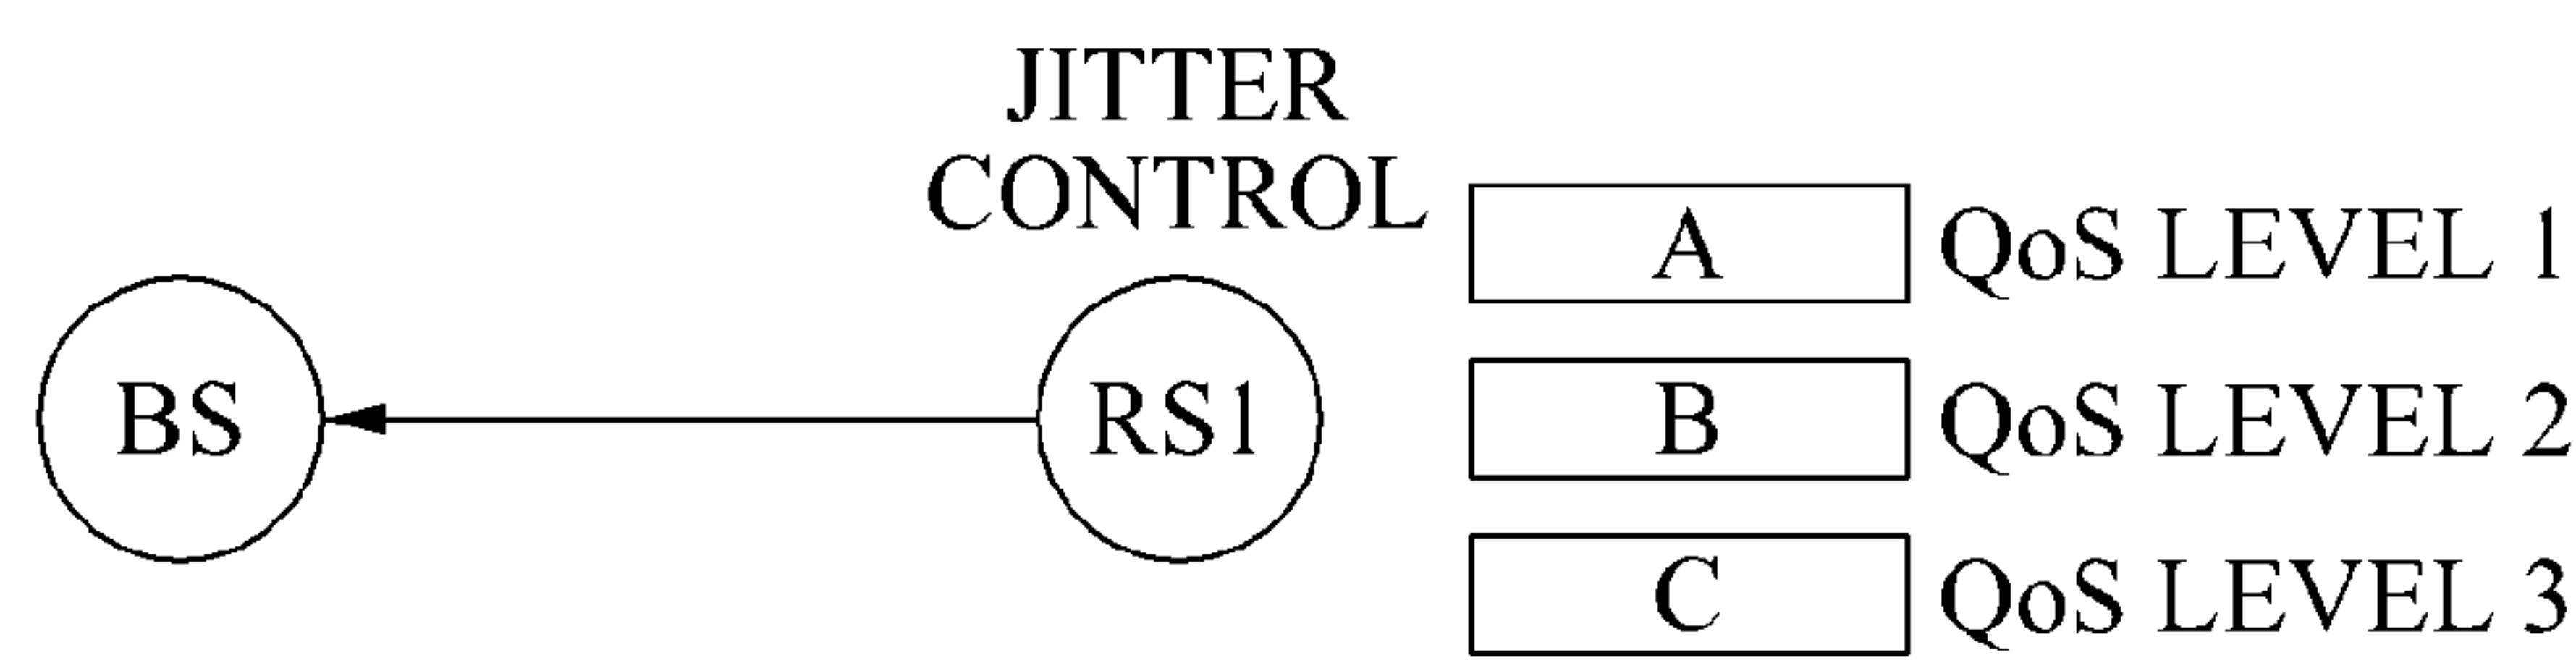 JITTER
CONTROL
A QoS LEVEL 1
BS RS1 B QoS LEVEL 2
C QoS LEVEL 3